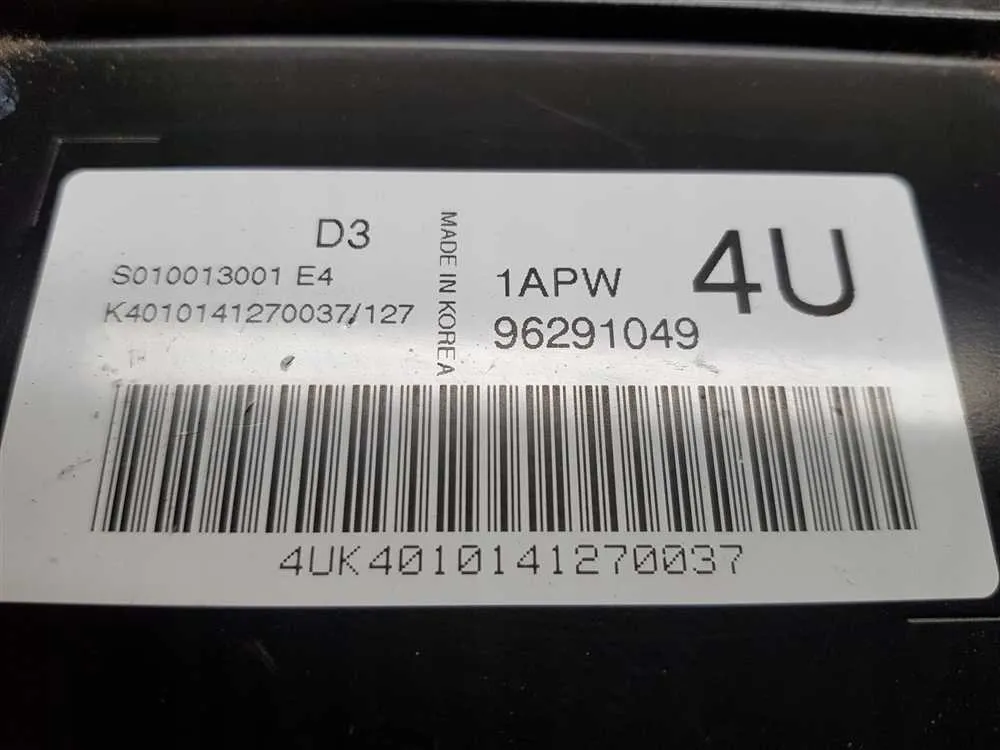 D3
S010013001 E4
K4010141270037/127
MADE IN KOREA
1APW
96291049
4U
4UK4010141270037